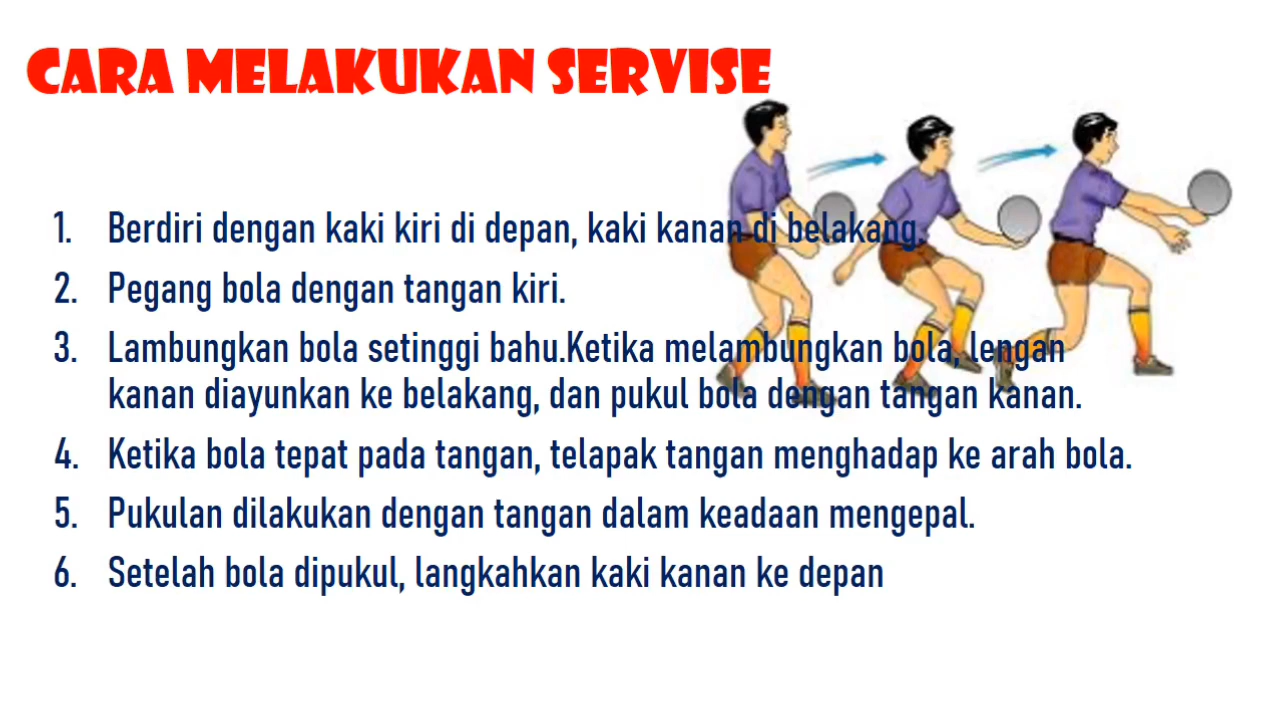 CARA MELAKUKAN SERVISE
1. Berdiri dengan kaki kiri di depan, kaki kanan di belakang.
2. Pegang bola dengan tangan kiri.
3. Lambungkan bola setinggi bahu.Ketika melambungkan bola, lengan
kanan diayunkan ke belakang, dan pukul bola dengan tangan kanan.
4. Ketika bola tepat pada tangan, telapak tangan menghadap ke arah bola.
5. Pukulan dilakukan dengan tangan dalam keadaan mengepal.
6. Setelah bola dipukul, langkahkan kaki kanan ke depan